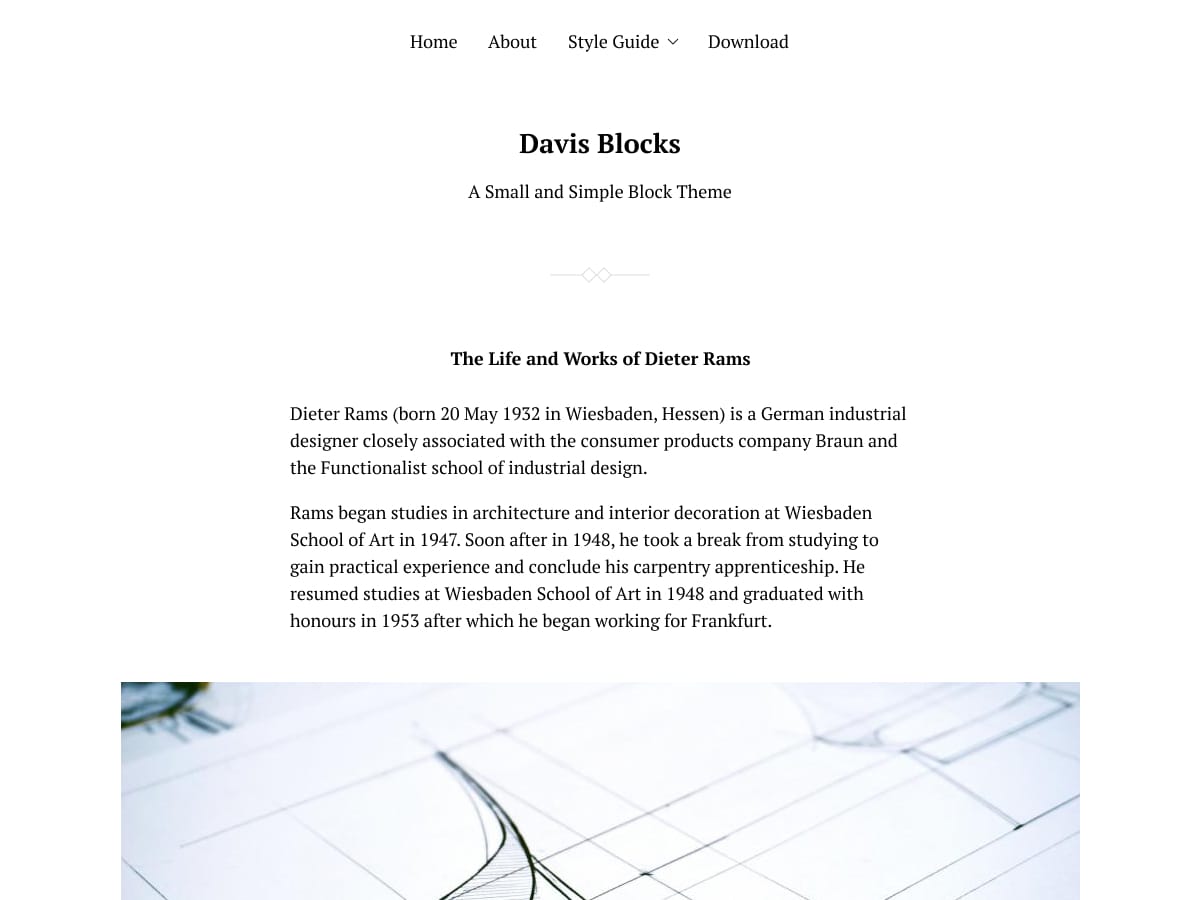 Home About Style Guide Download
Davis Blocks
A Small and Simple Block Theme
The Life and Works of Dieter Rams
Dieter Rams (born 20 May 1932 in Wiesbaden, Hessen) is a German industrial
designer closely associated with the consumer products company Braun and
the Functionalist school of industrial design.
Rams began studies in architecture and interior decoration at Wiesbaden
School of Art in 1947. Soon after in 1948, he took a break from studying to
gain practical experience and conclude his carpentry apprenticeship. He
resumed studies at Wiesbaden School of Art in 1948 and graduated with
honours in 1953 after which he began working for Frankfurt.